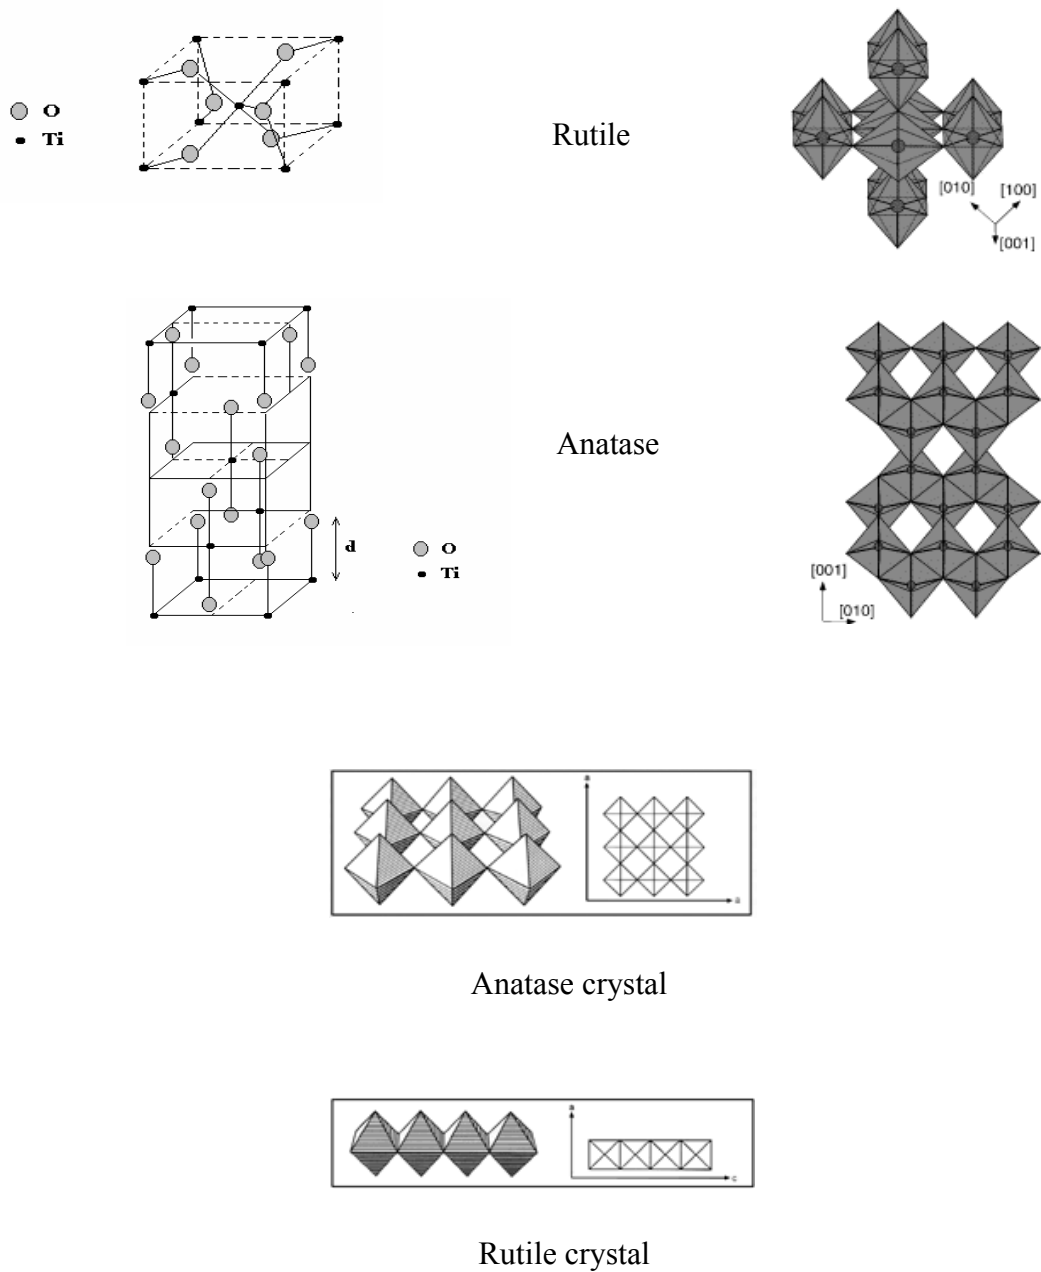 O
Ti
Rutile
[010]
[100]
[001]
Anatase
d
O
Ti
[001]
[010]
a
a
Anatase crystal
a
c
Rutile crystal